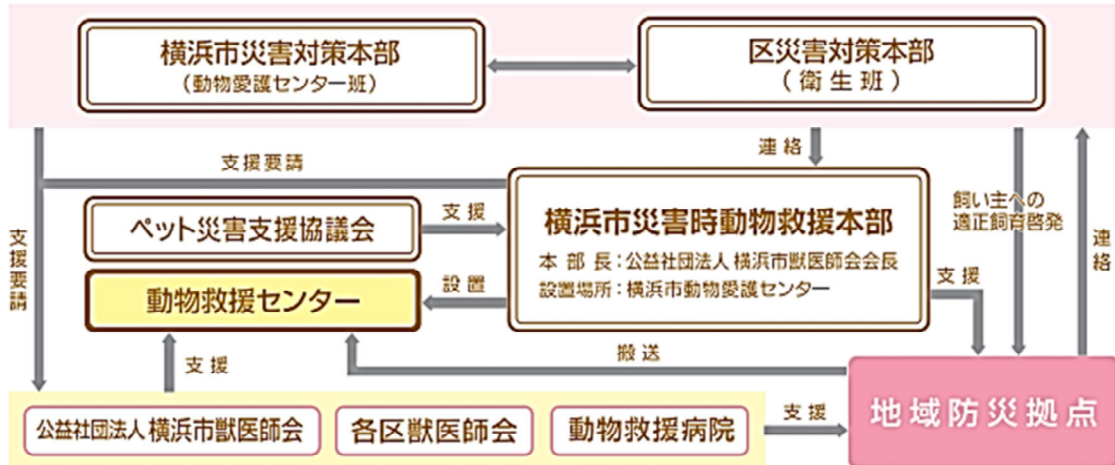 横浜市災害対策本部
（動物愛護センター班）
区災害対策本部
（衛生班）
支援要請
連絡
飼い主への
適正飼育啓発
連絡
支援要請
ペット災害支援協議会
支援
横浜市災害時動物救援本部
本部長：公益社団法人 横浜市獣医師会会長
設置場所：横浜市動物愛護センター
支援
動物救援センター
設置
支援
搬送
地域防災拠点
公益社団法人 横浜市獣医師会
各区獣医師会
動物救援病院
支援